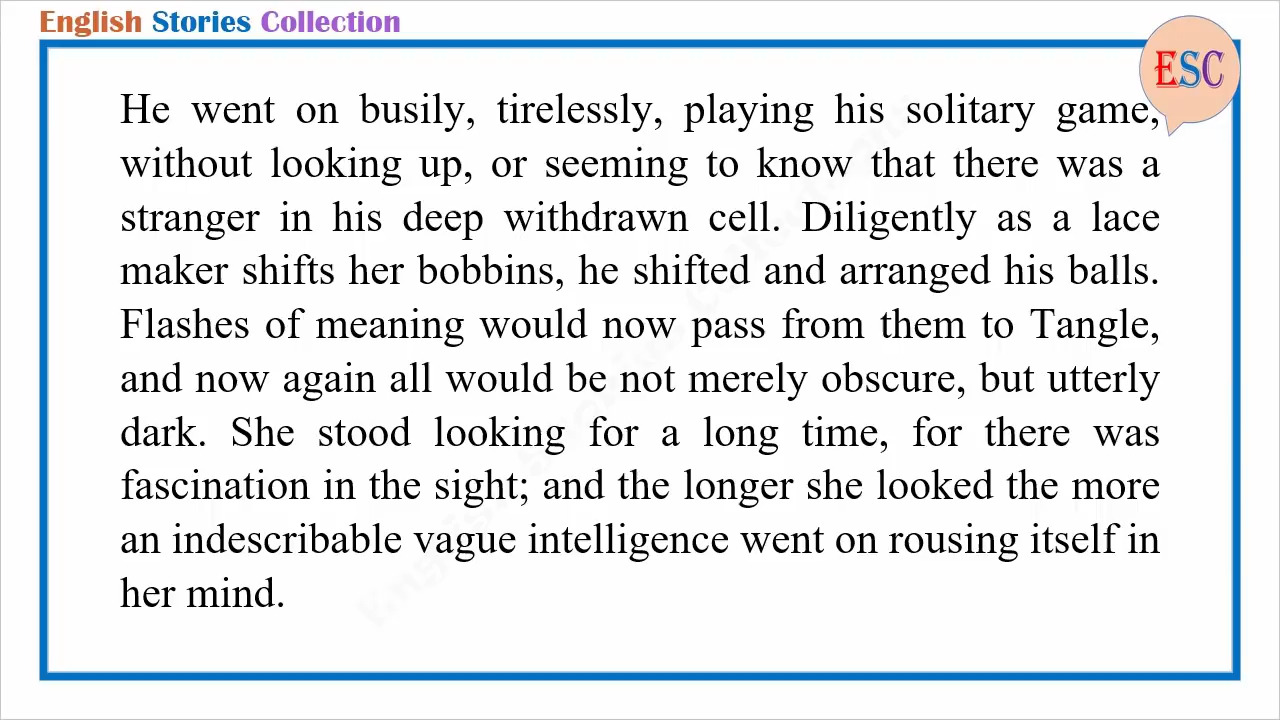 English Stories Collection
ESC
He went on busily, tirelessly, playing his solitary game,
without looking up, or seeming to know that there was a
stranger in his deep withdrawn cell. Diligently as a lace
maker shifts her bobbins, he shifted and arranged his balls.
Flashes of meaning would now pass from them to Tangle,
and now again all would be not merely obscure, but utterly
dark. She stood looking for a long time, for there was
fascination in the sight; and the longer she looked the more
an indescribable vague intelligence went on rousing itself in
her mind.